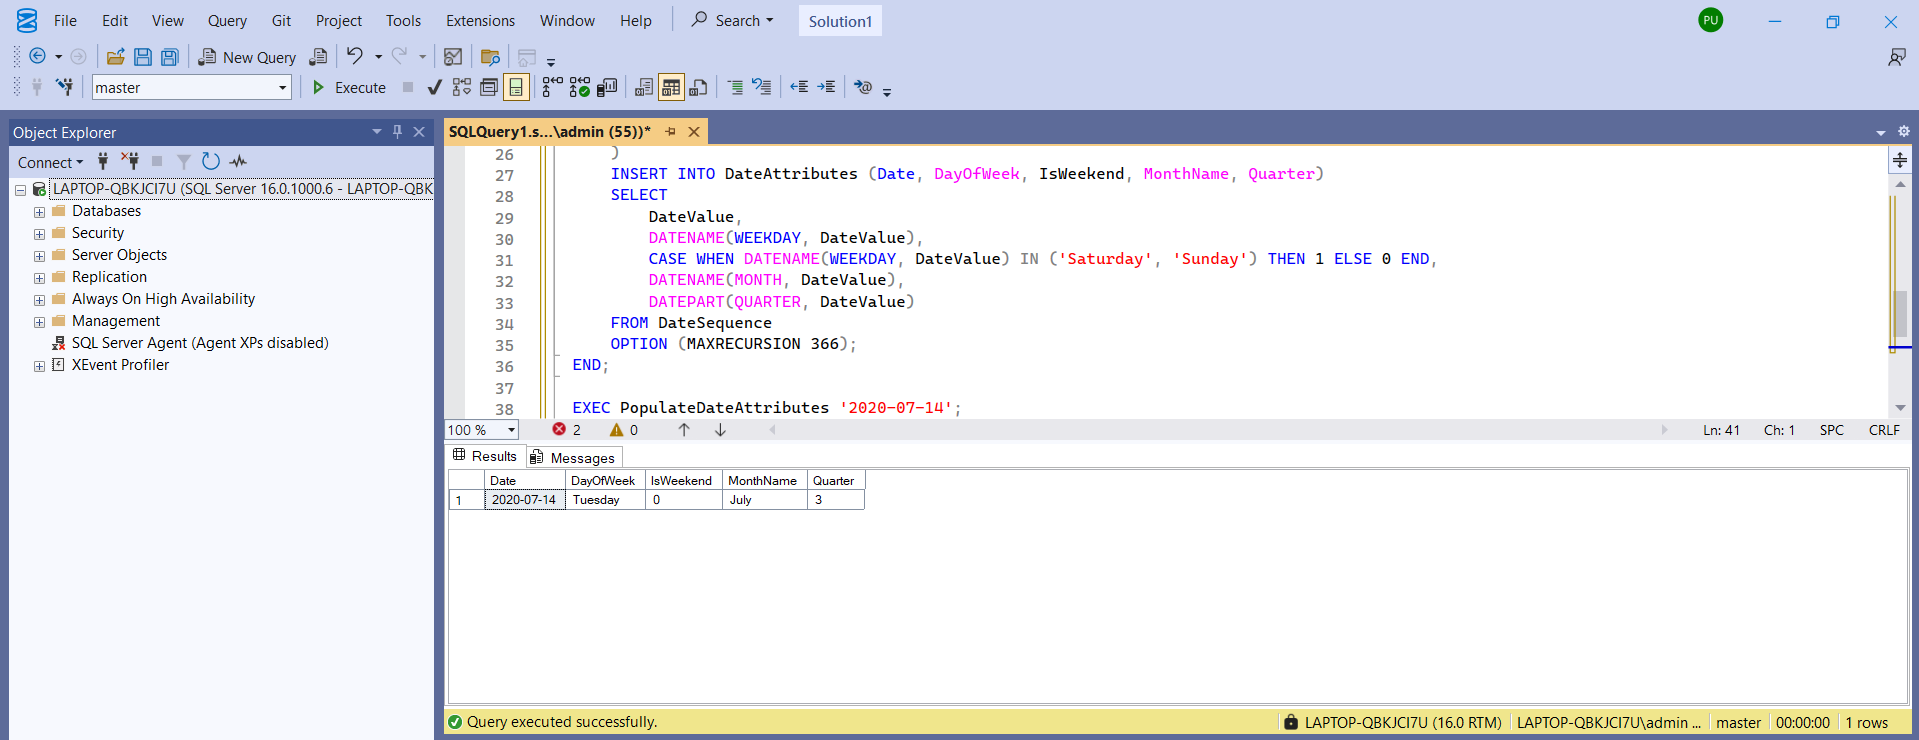 File Edit View Query Git Project Tools Extensions Window Help Search Solution1 PU
New Query
master Execute
Object Explorer
Connect
LAPTOP-QBKJCI7U (SQL Server 16.0.1000.6 - LAPTOP-QBK
Databases
Security
Server Objects
Replication
Always On High Availability
Management
SQL Server Agent (Agent XPs disabled)
XEvent Profiler
SQLQuery1.s...\admin (55))*
26 )
27 INSERT INTO DateAttributes (Date, DayOfWeek, IsWeekend, MonthName, Quarter)
28 SELECT
29 DateValue,
30 DATENAME(WEEKDAY, DateValue),
31 CASE WHEN DATENAME(WEEKDAY, DateValue) IN ('Saturday', 'Sunday') THEN 1 ELSE 0 END,
32 DATENAME(MONTH, DateValue),
33 DATEPART(QUARTER, DateValue)
34 FROM DateSequence
35 OPTION (MAXRECURSION 366);
36 END;
37
38 EXEC PopulateDateAttributes '2020-07-14';
100 % 2 0 Ln: 41 Ch: 1 SPC CRLF
Results Messages
Date DayOfWeek IsWeekend MonthName Quarter
1 2020-07-14 Tuesday 0 July 3
Query executed successfully. LAPTOP-QBKJCI7U (16.0 RTM) LAPTOP-QBKJCI7U\admin ... master 00:00:00 1 rows